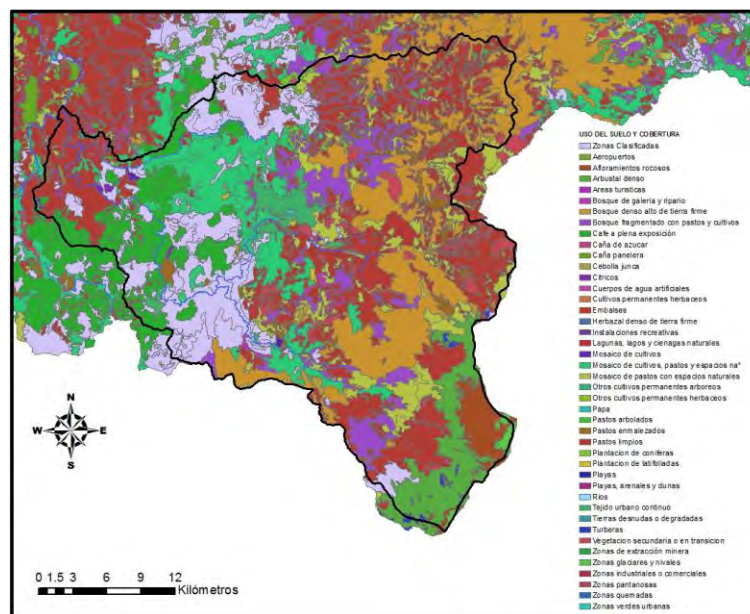 USO DEL SUELO Y COBERTURA
Zonas Clasificadas
Aeropuertos
Afloramientos rocosos
Arbustal denso
Areas turisticas
Bosque de galeria y ripario
Bosque denso alto de tierra firme
Bosque fragmentado con pastos y cultivos
Cafe a plena exposición
Caña de azucar
Caña panelera
Cebolla junca
Citricos
Cuerpos de agua artificiales
Cultivos permanentes herbaceos
Embalses
Herbazal denso de tierra firme
Instalaciones recreativas
Lagunas, lagos y cienagas naturales
Mosaico de cultivos
Mosaico de cultivos, pastos y espacios na*
Mosaico de pastos con espacios naturales
Otros cultivos permanentes arboreos
Otros cultivos permanentes herbaceos
Papa
Pastos arbolados
Pastos enmalezados
Pastos limpios
Plantacion de coniferas
Plantacion de latifoliadas
Playas
Playas, arenales y dunas
Rios
Tejido urbano continuo
Tierras desnudas o degradadas
Turberas
Vegetacion secundaria o en transicion
Zonas de extracción minera
Zonas glaciares y nivales
Zonas industriales o comerciales
Zonas pantanosas
Zonas quemadas
Zonas verdes urbanas
N
W E
S
0 1.5 3 6 9 12
Kilómetros